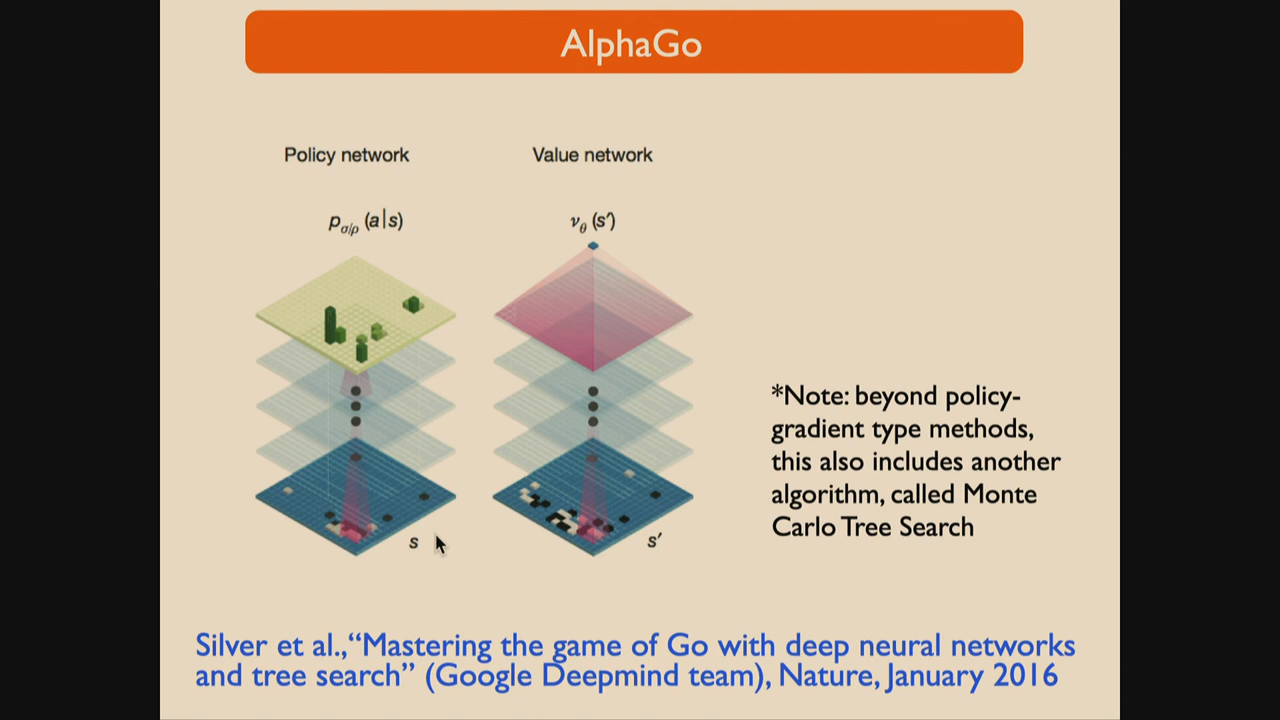 AlphaGo
Policy network
Value network
p_{σ/ρ} (a|s)
ν_θ (s′)
*Note: beyond policy-
gradient type methods,
this also includes another
algorithm, called Monte
Carlo Tree Search
s
s′
Silver et al.,“Mastering the game of Go with deep neural networks
and tree search” (Google Deepmind team), Nature, January 2016